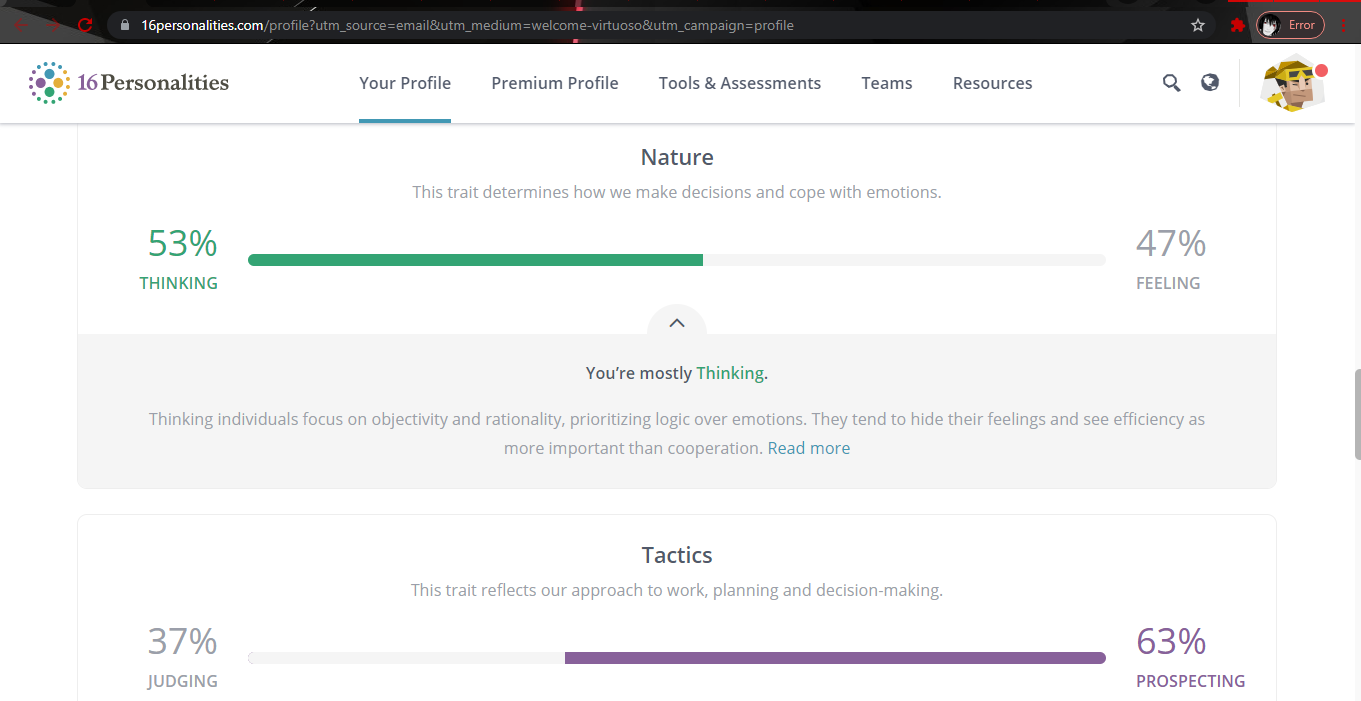 16personalities.com/profile?utm_source=email&utm_medium=welcome-virtuoso&utm_campaign=profile
Error
16Personalities
Your Profile
Premium Profile
Tools & Assessments
Teams
Resources
Nature
This trait determines how we make decisions and cope with emotions.
53%
THINKING
47%
FEELING
You're mostly Thinking.
Thinking individuals focus on objectivity and rationality, prioritizing logic over emotions. They tend to hide their feelings and see efficiency as
more important than cooperation. Read more
Tactics
This trait reflects our approach to work, planning and decision-making.
37%
JUDGING
63%
PROSPECTING